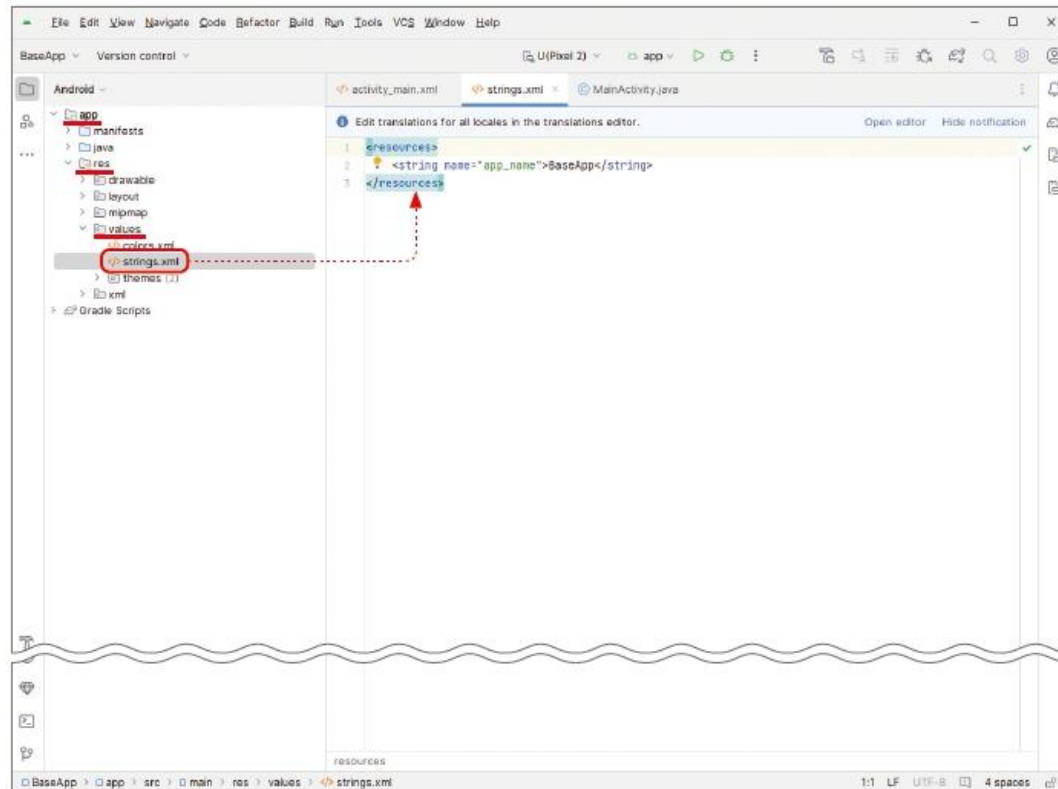 File Edit View Navigate Code Refactor Build Run Tools VCS Window Help
BaseApp Version control U(Pixel 2) app
Android
activity_main.xml strings.xml MainActivity.java
app
manifests
java
res
drawable
layout
mipmap
values
colors.xml
strings.xml
themes (2)
xml
Gradle Scripts
Edit translations for all locales in the translations editor. Open editor Hide notification
1 <resources>
2 <string name="app_name">BaseApp</string>
3 </resources>
resources
BaseApp > app > src > main > res > values > strings.xml 1:1 LF UTF-8 4 spaces